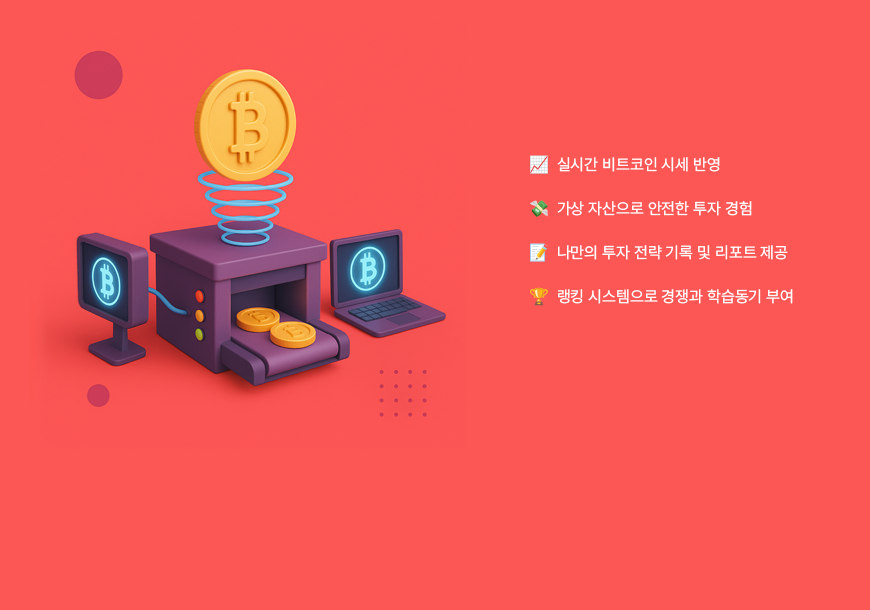 📈 실시간 비트코인 시세 반영
💸 가상 자산으로 안전한 투자 경험
📝 나만의 투자 전략 기록 및 리포트 제공
🏆 랭킹 시스템으로 경쟁과 학습동기 부여